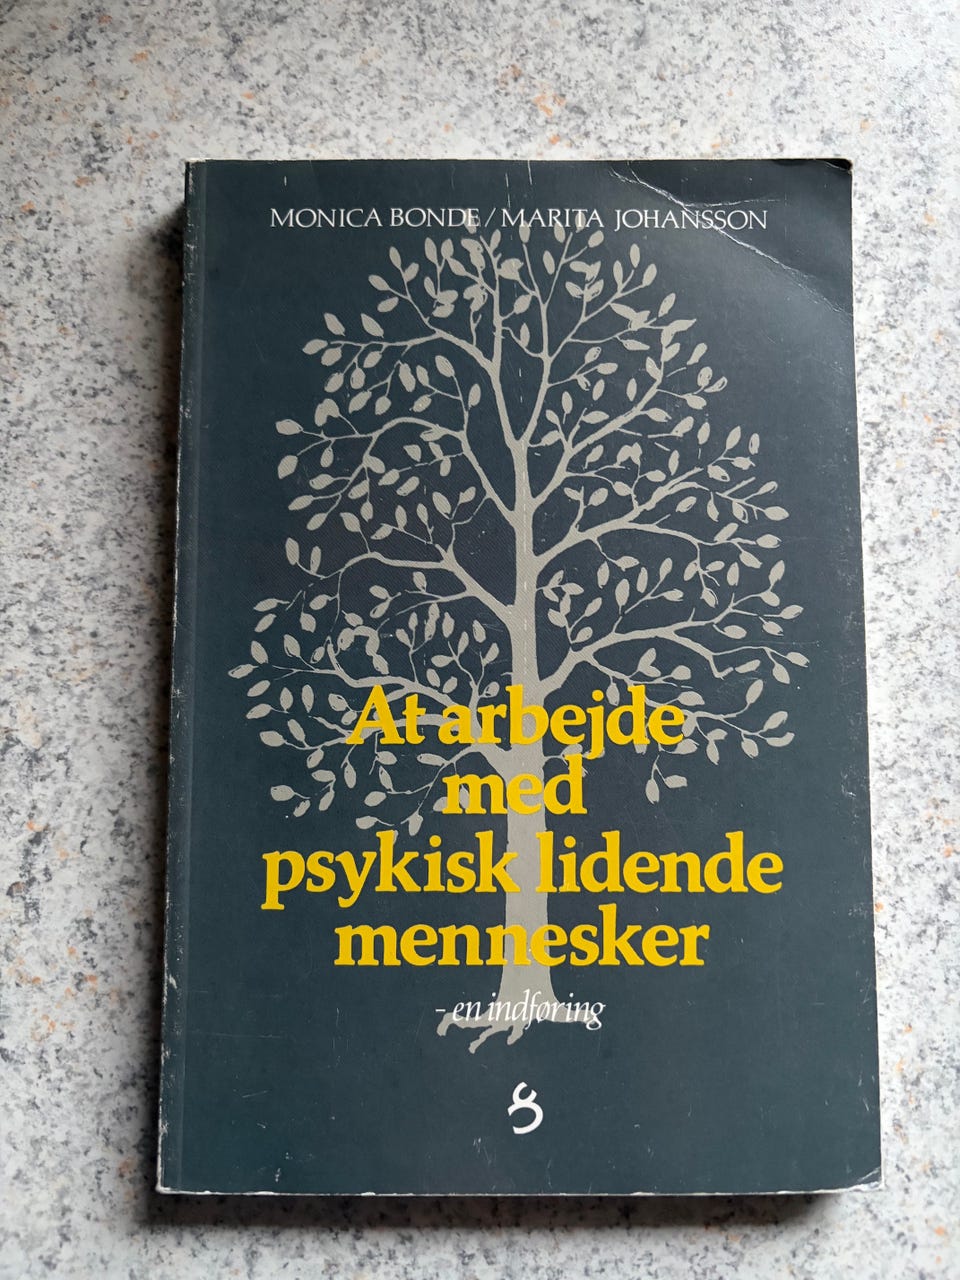 MONICA BONDE / MARITA JOHANSSON
At arbejde
med
psykisk lidende
mennesker
- en indføring